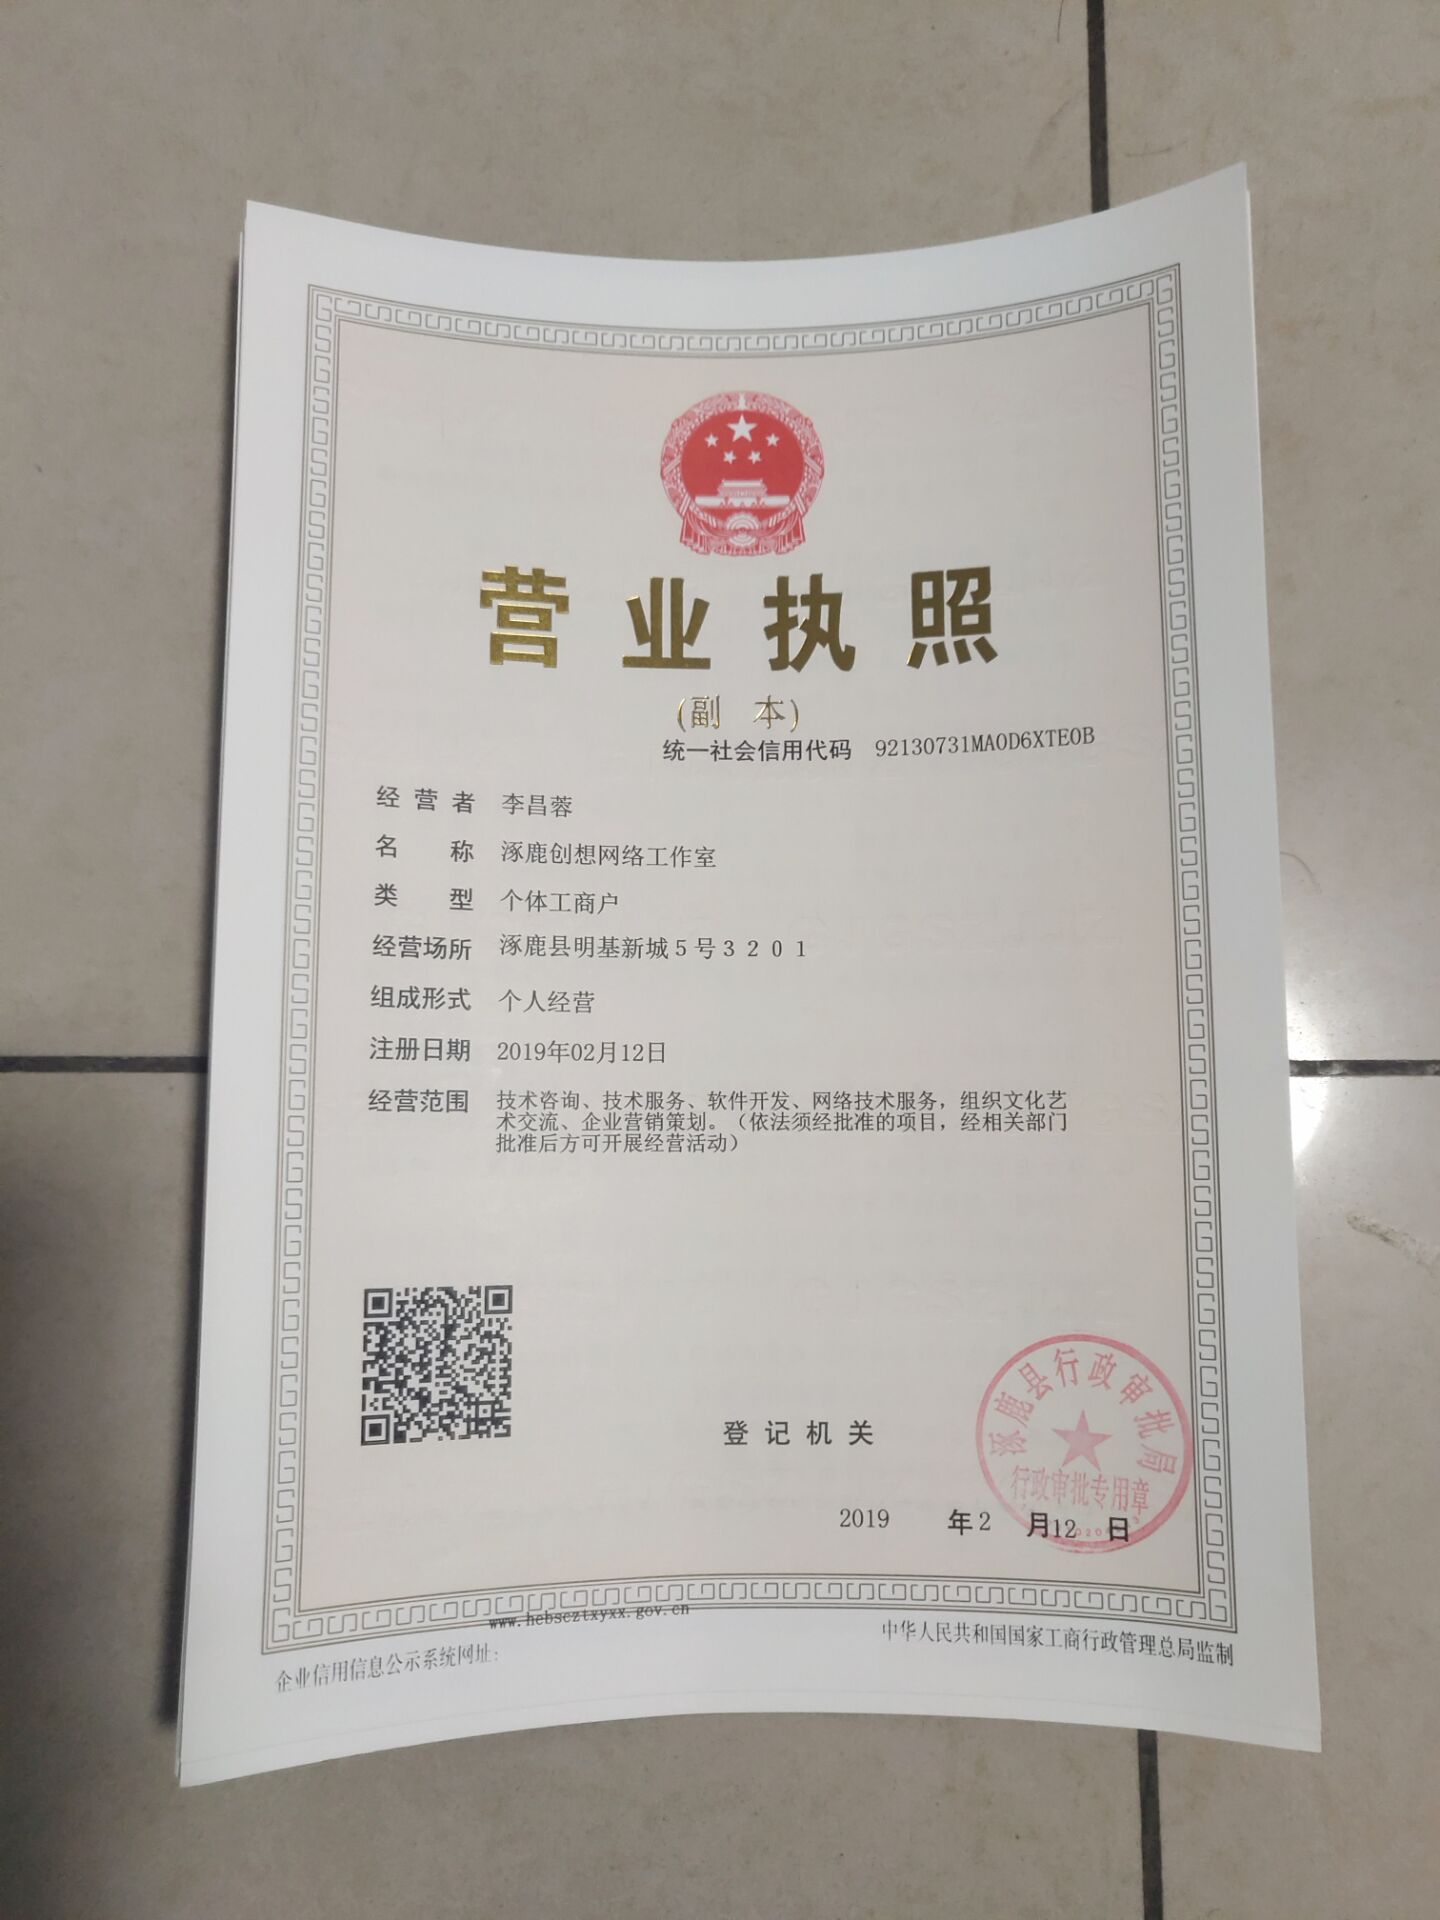 营业执照
(副 本)
统一社会信用代码 92130731MA0D6XTE0B
经营者 李昌蓉
名称 涿鹿创想网络工作室
类型 个体工商户
经营场所 涿鹿县明基新城5号3201
组成形式 个人经营
注册日期 2019年02月12日
经营范围 技术咨询、技术服务、软件开发、网络技术服务，组织文化艺
术交流、企业营销策划。（依法须经批准的项目，经相关部门
批准后方可开展经营活动）
登记机关
涿鹿县行政审批局
行政审批专用章
2019 年 2 月 12 日
www.hebscztxyxx.gov.cn
企业信用信息公示系统网址:
中华人民共和国国家工商行政管理总局监制